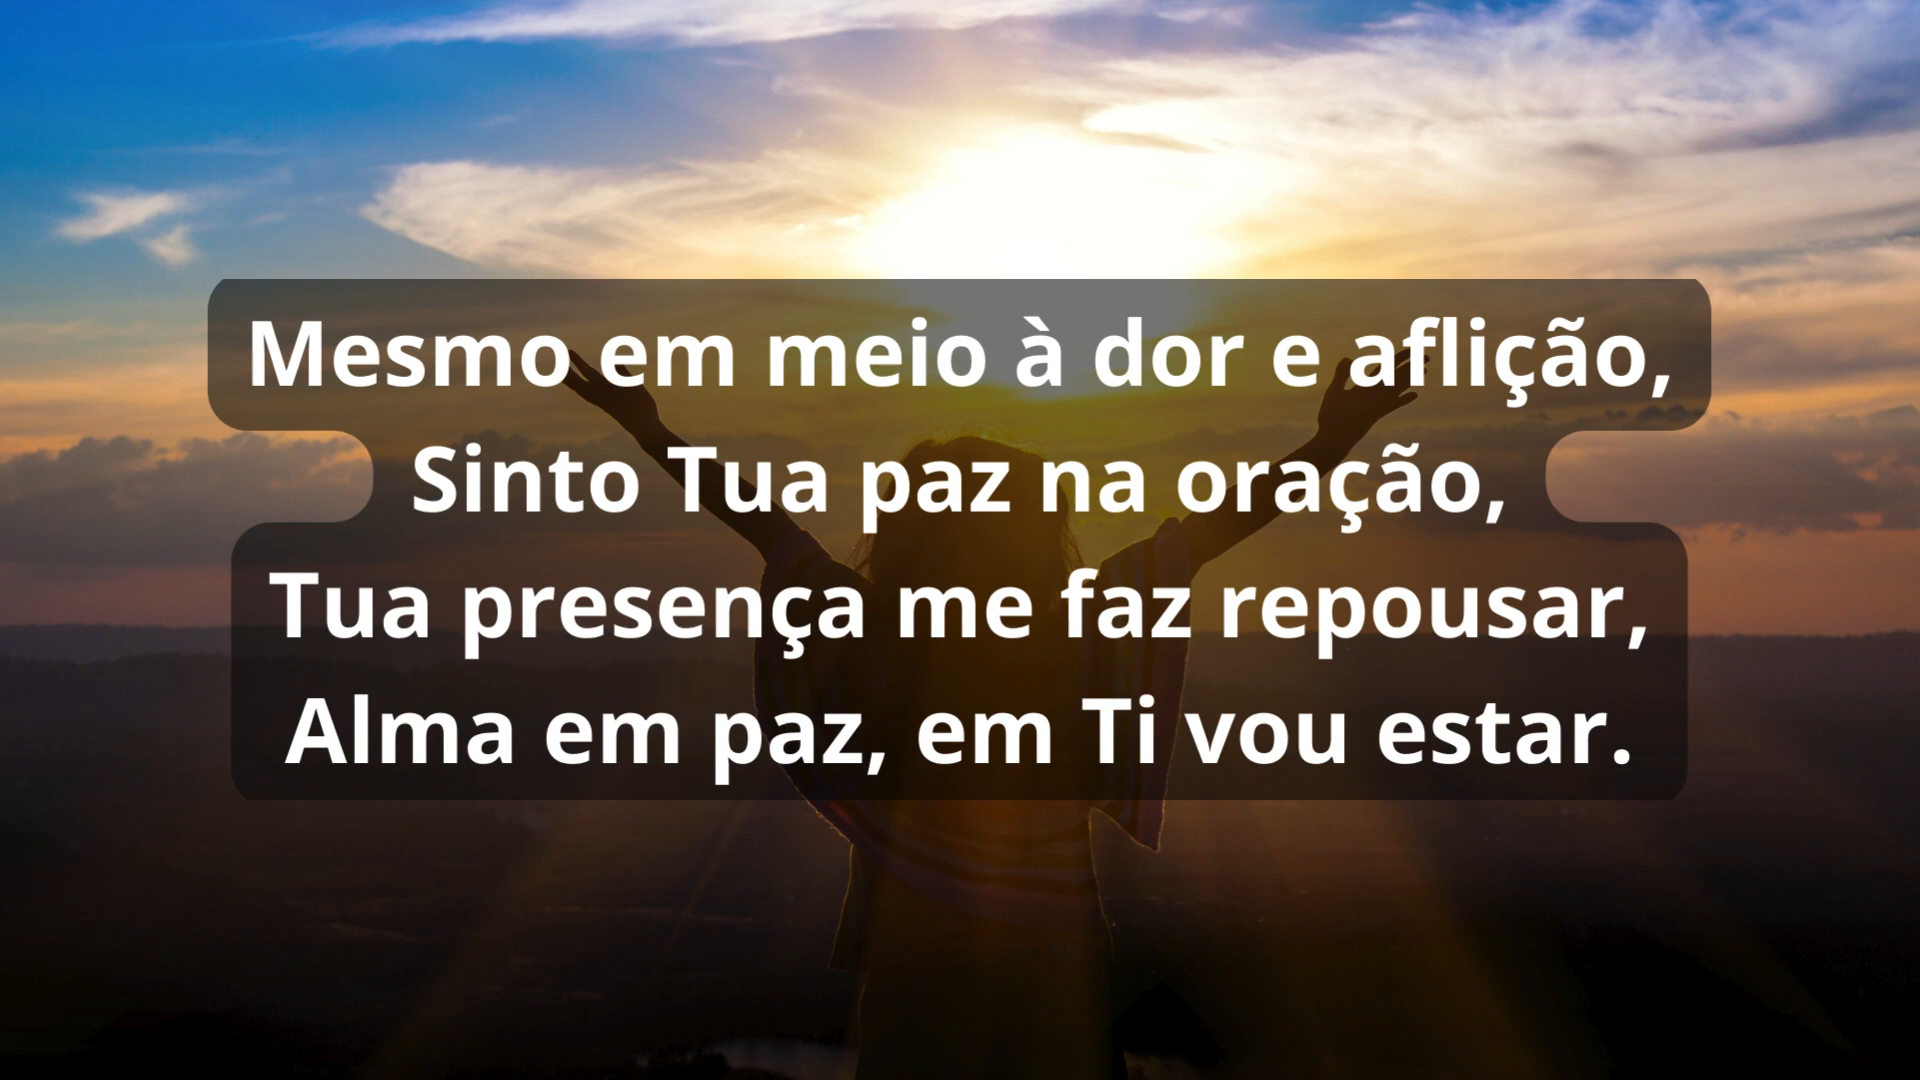 Mesmo em meio à dor e aflição,
Sinto Tua paz na oração,
Tua presença me faz repousar,
Alma em paz, em Ti vou estar.